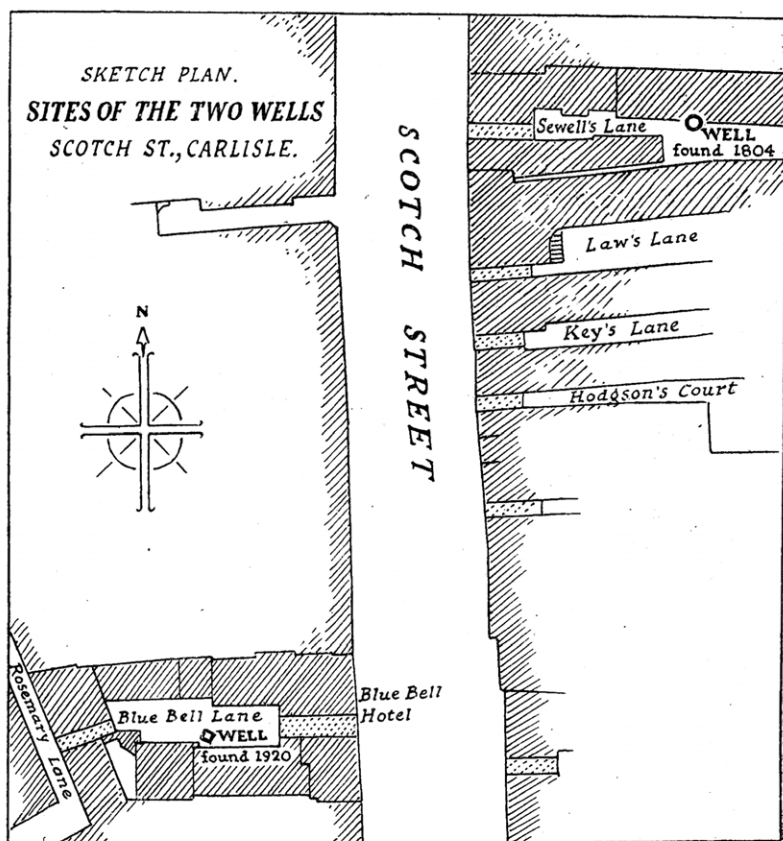 SKETCH PLAN.
SITES OF THE TWO WELLS
SCOTCH ST., CARLISLE.
SCOTCH STREET
Sewell's Lane
WELL
found 1804
Law's Lane
Key's Lane
Hodgson's Court
N
Rosemary Lane
Blue Bell Lane
WELL
found 1920
Blue Bell
Hotel